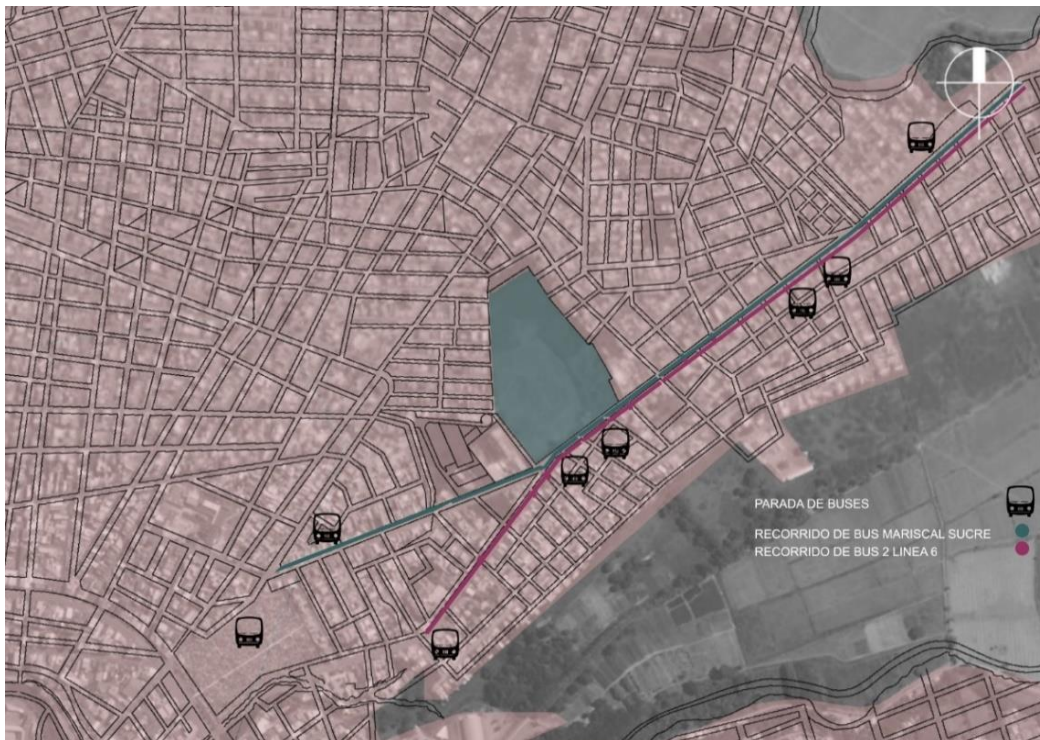 PARADA DE BUSES
RECORRIDO DE BUS MARISCAL SUCRE
RECORRIDO DE BUS 2 LINEA 6